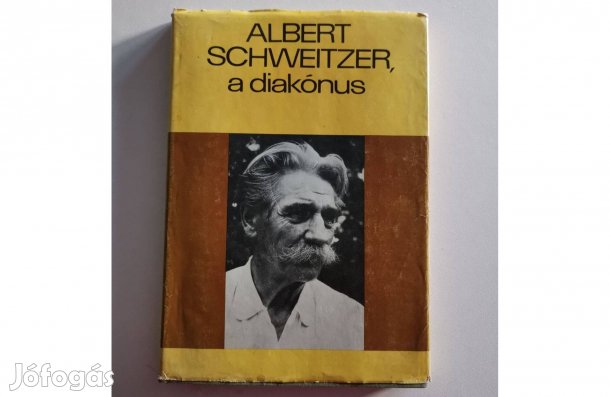 ALBERT
SCHWEITZER,
a diakónus
Jófogás